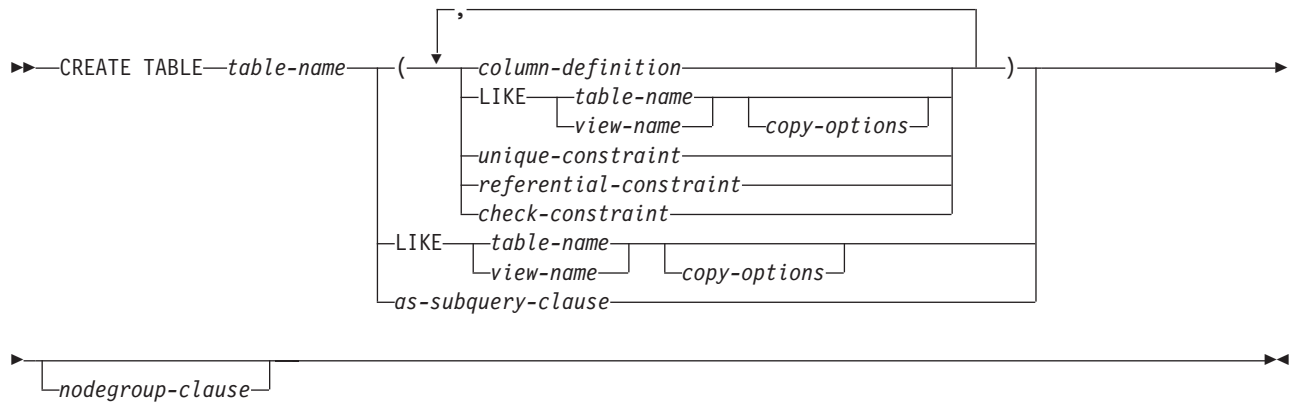 ,
CREATE TABLE table-name ( column-definition )
LIKE table-name
view-name copy-options
unique-constraint
referential-constraint
check-constraint
LIKE table-name
view-name copy-options
as-subquery-clause
nodegroup-clause